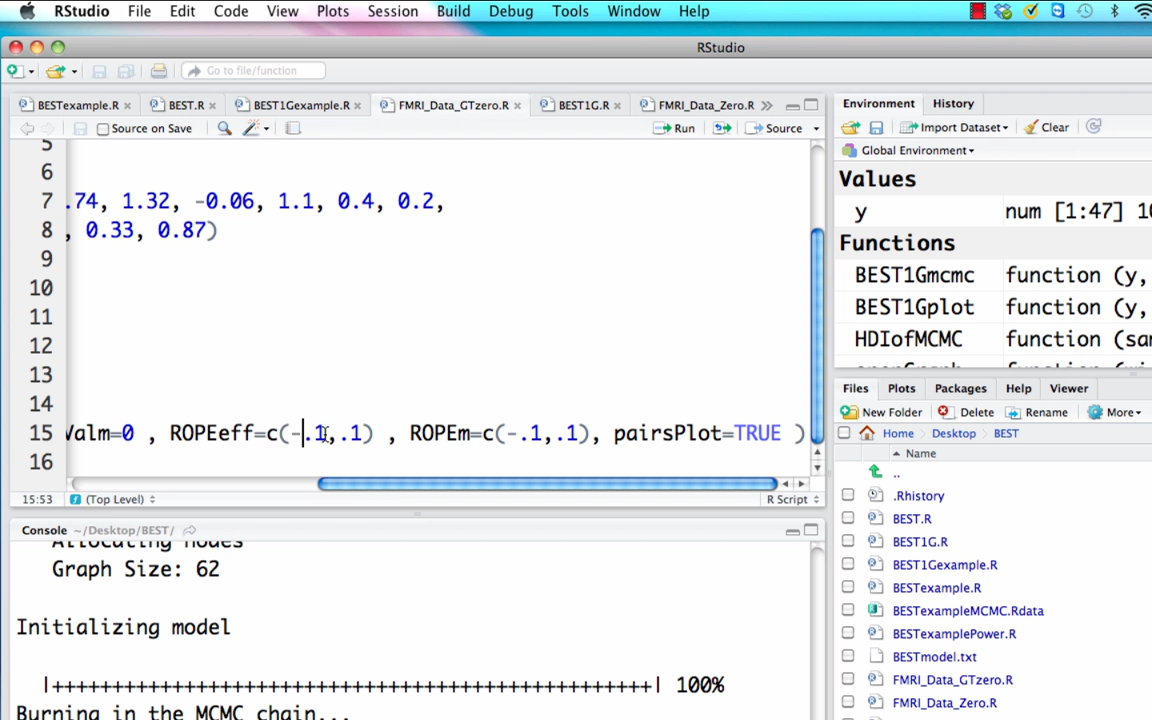 RStudio File Edit Code View Plots Session Build Debug Tools Window Help
RStudio
Go to file/function
BESTexample.R × BEST.R × BEST1Gexample.R × FMRI_Data_GTzero.R × BEST1G.R × FMRI_Data_Zero.R »
Source on Save Run Source
5
6
7 .74, 1.32, -0.06, 1.1, 0.4, 0.2,
8 , 0.33, 0.87)
9
10
11
12
13
14
15 Valm=0 , ROPEeff=c(-.1,.1) , ROPEm=c(-.1,.1), pairsPlot=TRUE )
16
15:53 (Top Level) R Script
Console ~/Desktop/BEST/
Allocating nodes
Graph Size: 62
Initializing model
|++++++++++++++++++++++++++++++++++++++++++++++++++| 100%
Burning in the MCMC chain...
Environment History
Import Dataset Clear
Global Environment
Values
y num [1:47] 10
Functions
BEST1Gmcmc function (y,
BEST1Gplot function (y,
HDIofMCMC function (sam
Files Plots Packages Help Viewer
New Folder Delete Rename More
Home Desktop BEST
Name
..
.Rhistory
BEST.R
BEST1G.R
BEST1Gexample.R
BESTexample.R
BESTexampleMCMC.Rdata
BESTexamplePower.R
BESTmodel.txt
FMRI_Data_GTzero.R
FMRI_Data_Zero.R